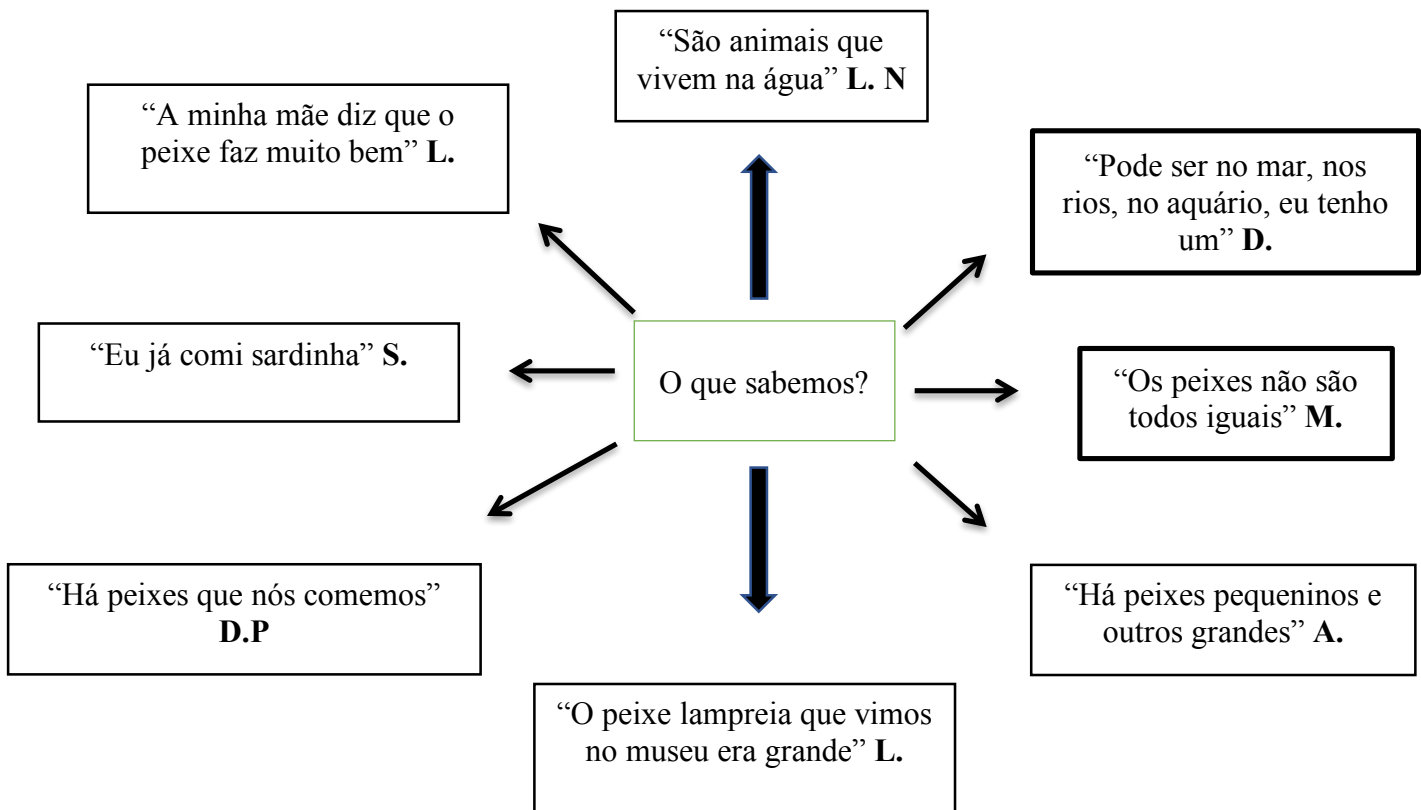 “São animais que
vivem na água” L. N
“A minha mãe diz que o
peixe faz muito bem” L.
“Pode ser no mar, nos
rios, no aquário, eu tenho
um” D.
“Eu já comi sardinha” S.
O que sabemos?
“Os peixes não são
todos iguais” M.
“Há peixes que nós comemos”
D.P
“Há peixes pequeninos e
outros grandes” A.
“O peixe lampreia que vimos
no museu era grande” L.